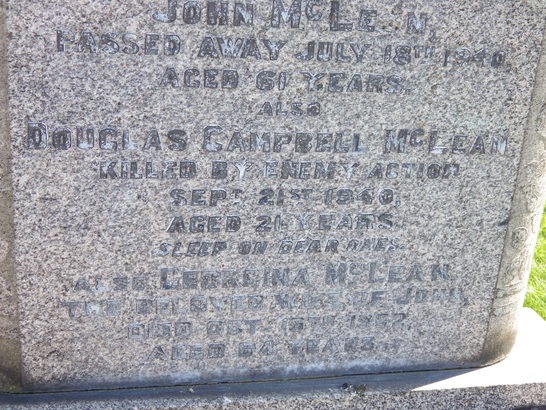 JOHN McLEAN,
PASSED AWAY JULY 18TH 1940,
AGED 61 YEARS.
ALSO
DOUGLAS CAMPBELL McLEAN
KILLED BY ENEMY ACTION
SEPT 21ST 1940,
AGED 21 YEARS.
SLEEP ON DEAR ONES.
ALSO McLEAN,
THE BELOVED WIFE OF JOHN,
DIED OCT
AGED YEARS.